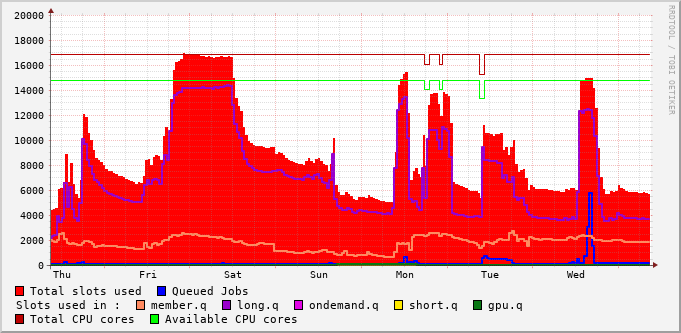 20000
18000
16000
14000
12000
10000
8000
6000
4000
2000
0
Thu Fri Sat Sun Mon Tue Wed
RRDTOOL / TOBI OETIKER
Total slots used Queued Jobs
Slots used in : member.q long.q ondemand.q short.q gpu.q
Total CPU cores Available CPU cores